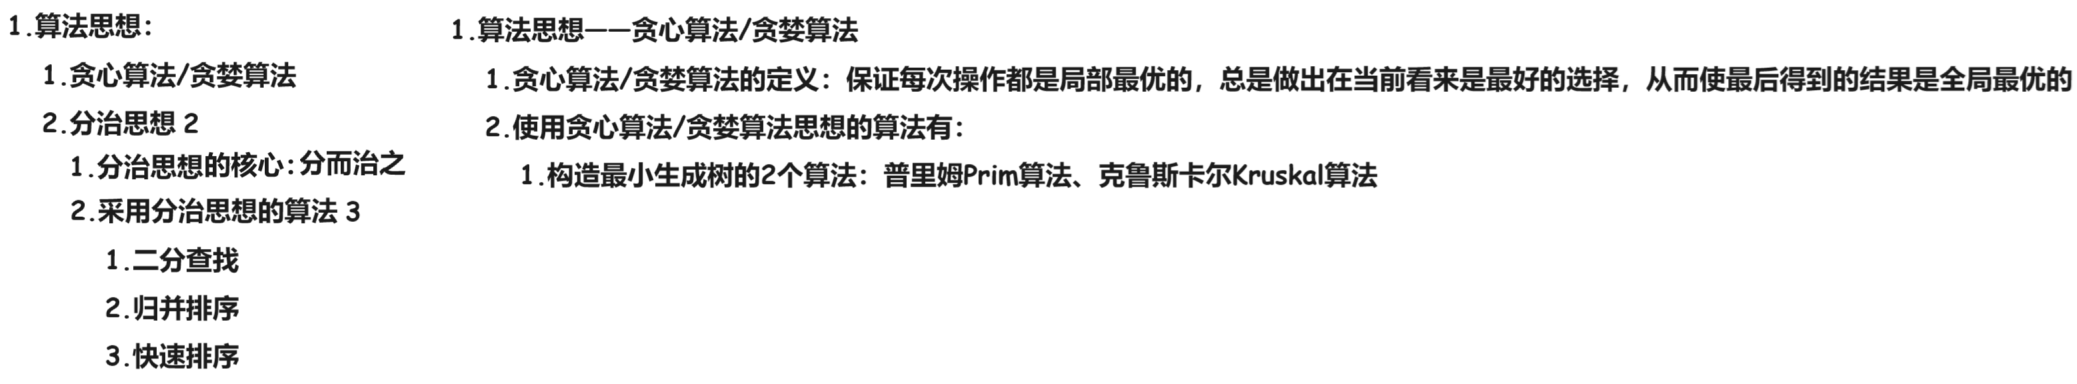 1.算法思想：
1.贪心算法/贪婪算法
2.分治思想 2
1.分治思想的核心：分而治之
2.采用分治思想的算法 3
1.二分查找
2.归并排序
3.快速排序
1.算法思想——贪心算法/贪婪算法
1.贪心算法/贪婪算法的定义：保证每次操作都是局部最优的，总是做出在当前看来是最好的选择，从而使最后得到的结果是全局最优的
2.使用贪心算法/贪婪算法思想的算法有：
1.构造最小生成树的2个算法：普里姆Prim算法、克鲁斯卡尔Kruskal算法